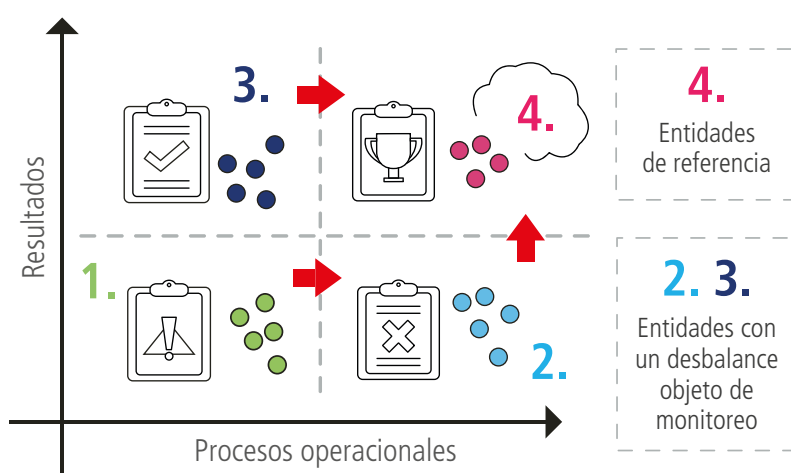 Resultados
3.
4.
1.
2.
Procesos operacionales
4.
Entidades
de referencia
2. 3.
Entidades con
un desbalance
objeto de
monitoreo